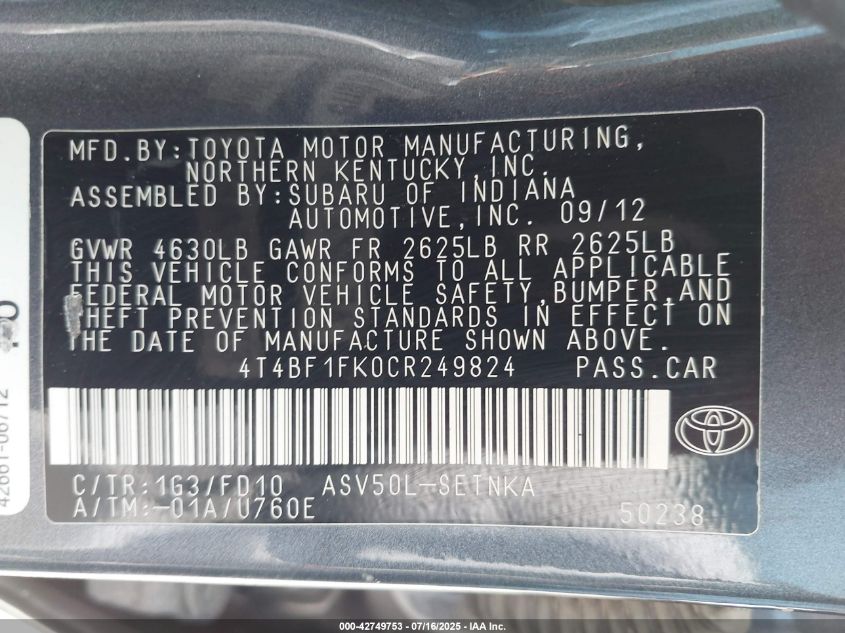 MFD.BY:TOYOTA MOTOR MANUFACTURING,
NORTHERN KENTUCKY,INC.
ASSEMBLED BY:SUBARU OF INDIANA
AUTOMOTIVE,INC. 09/12
GVWR 4630LB GAWR FR 2625LB RR 2625LB
THIS VEHICLE CONFORMS TO ALL APPLICABLE
FEDERAL MOTOR VEHICLE SAFETY,BUMPER,AND
THEFT PREVENTION STANDARDS IN EFFECT ON
THE DATE OF MANUFACTURE SHOWN ABOVE.
4T4BF1FK0CR249824 PASS.CAR
C/TR:1G3/FD10 ASV50L-SETNKA
A/TM:-01A/U760E
50238
42661-06712
000-42749753 - 07/16/2025 - IAA Inc.